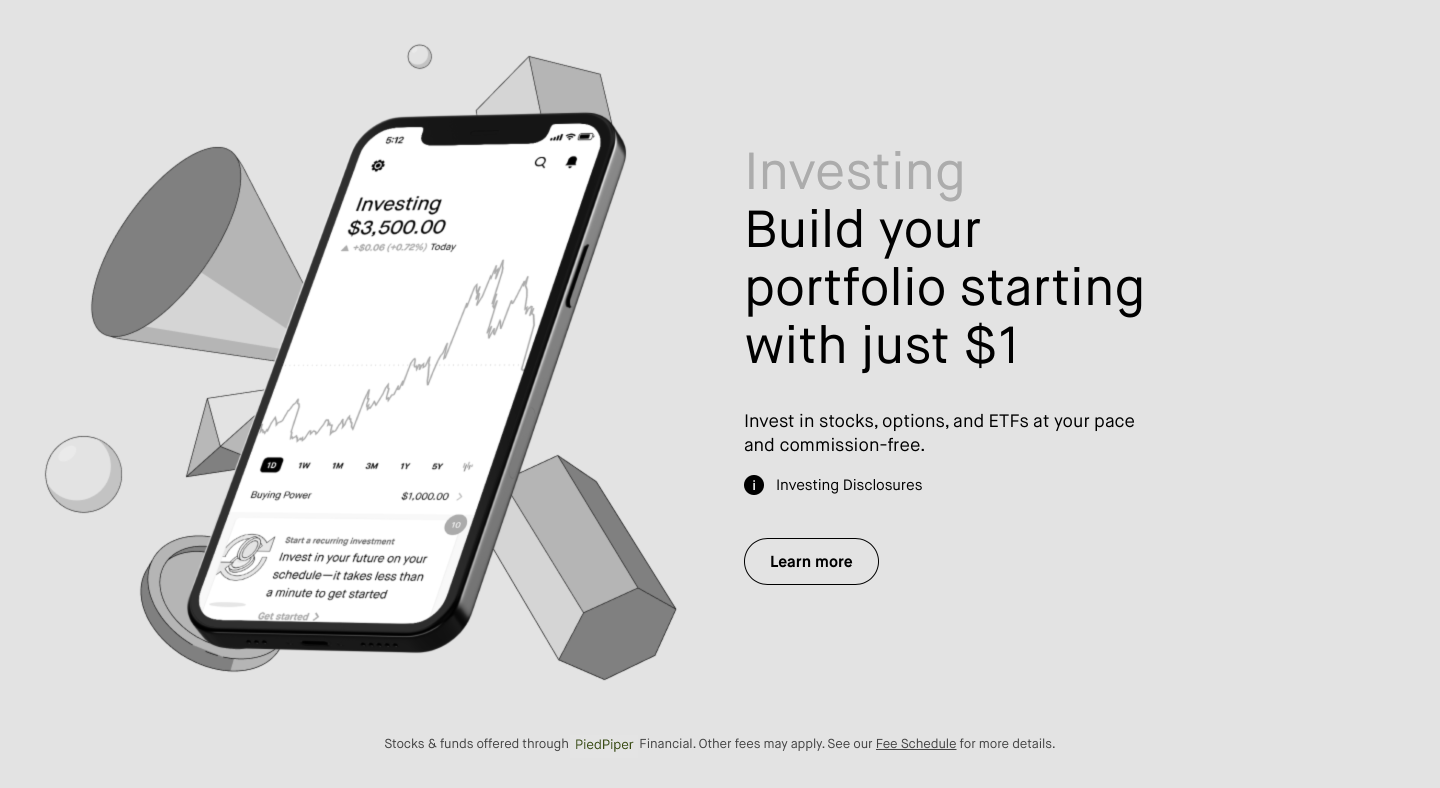 5:12
Investing
$3,500.00
+$0.06 (+0.72%) Today
1D 1W 1M 3M 1Y 5Y
Buying Power $1,000.00
10
Start a recurring investment
Invest in your future on your
schedule—it takes less than
a minute to get started
Get started
Investing
Build your
portfolio starting
with just $1
Invest in stocks, options, and ETFs at your pace
and commission-free.
i Investing Disclosures
Learn more
Stocks & funds offered through PiedPiper Financial. Other fees may apply. See our Fee Schedule for more details.